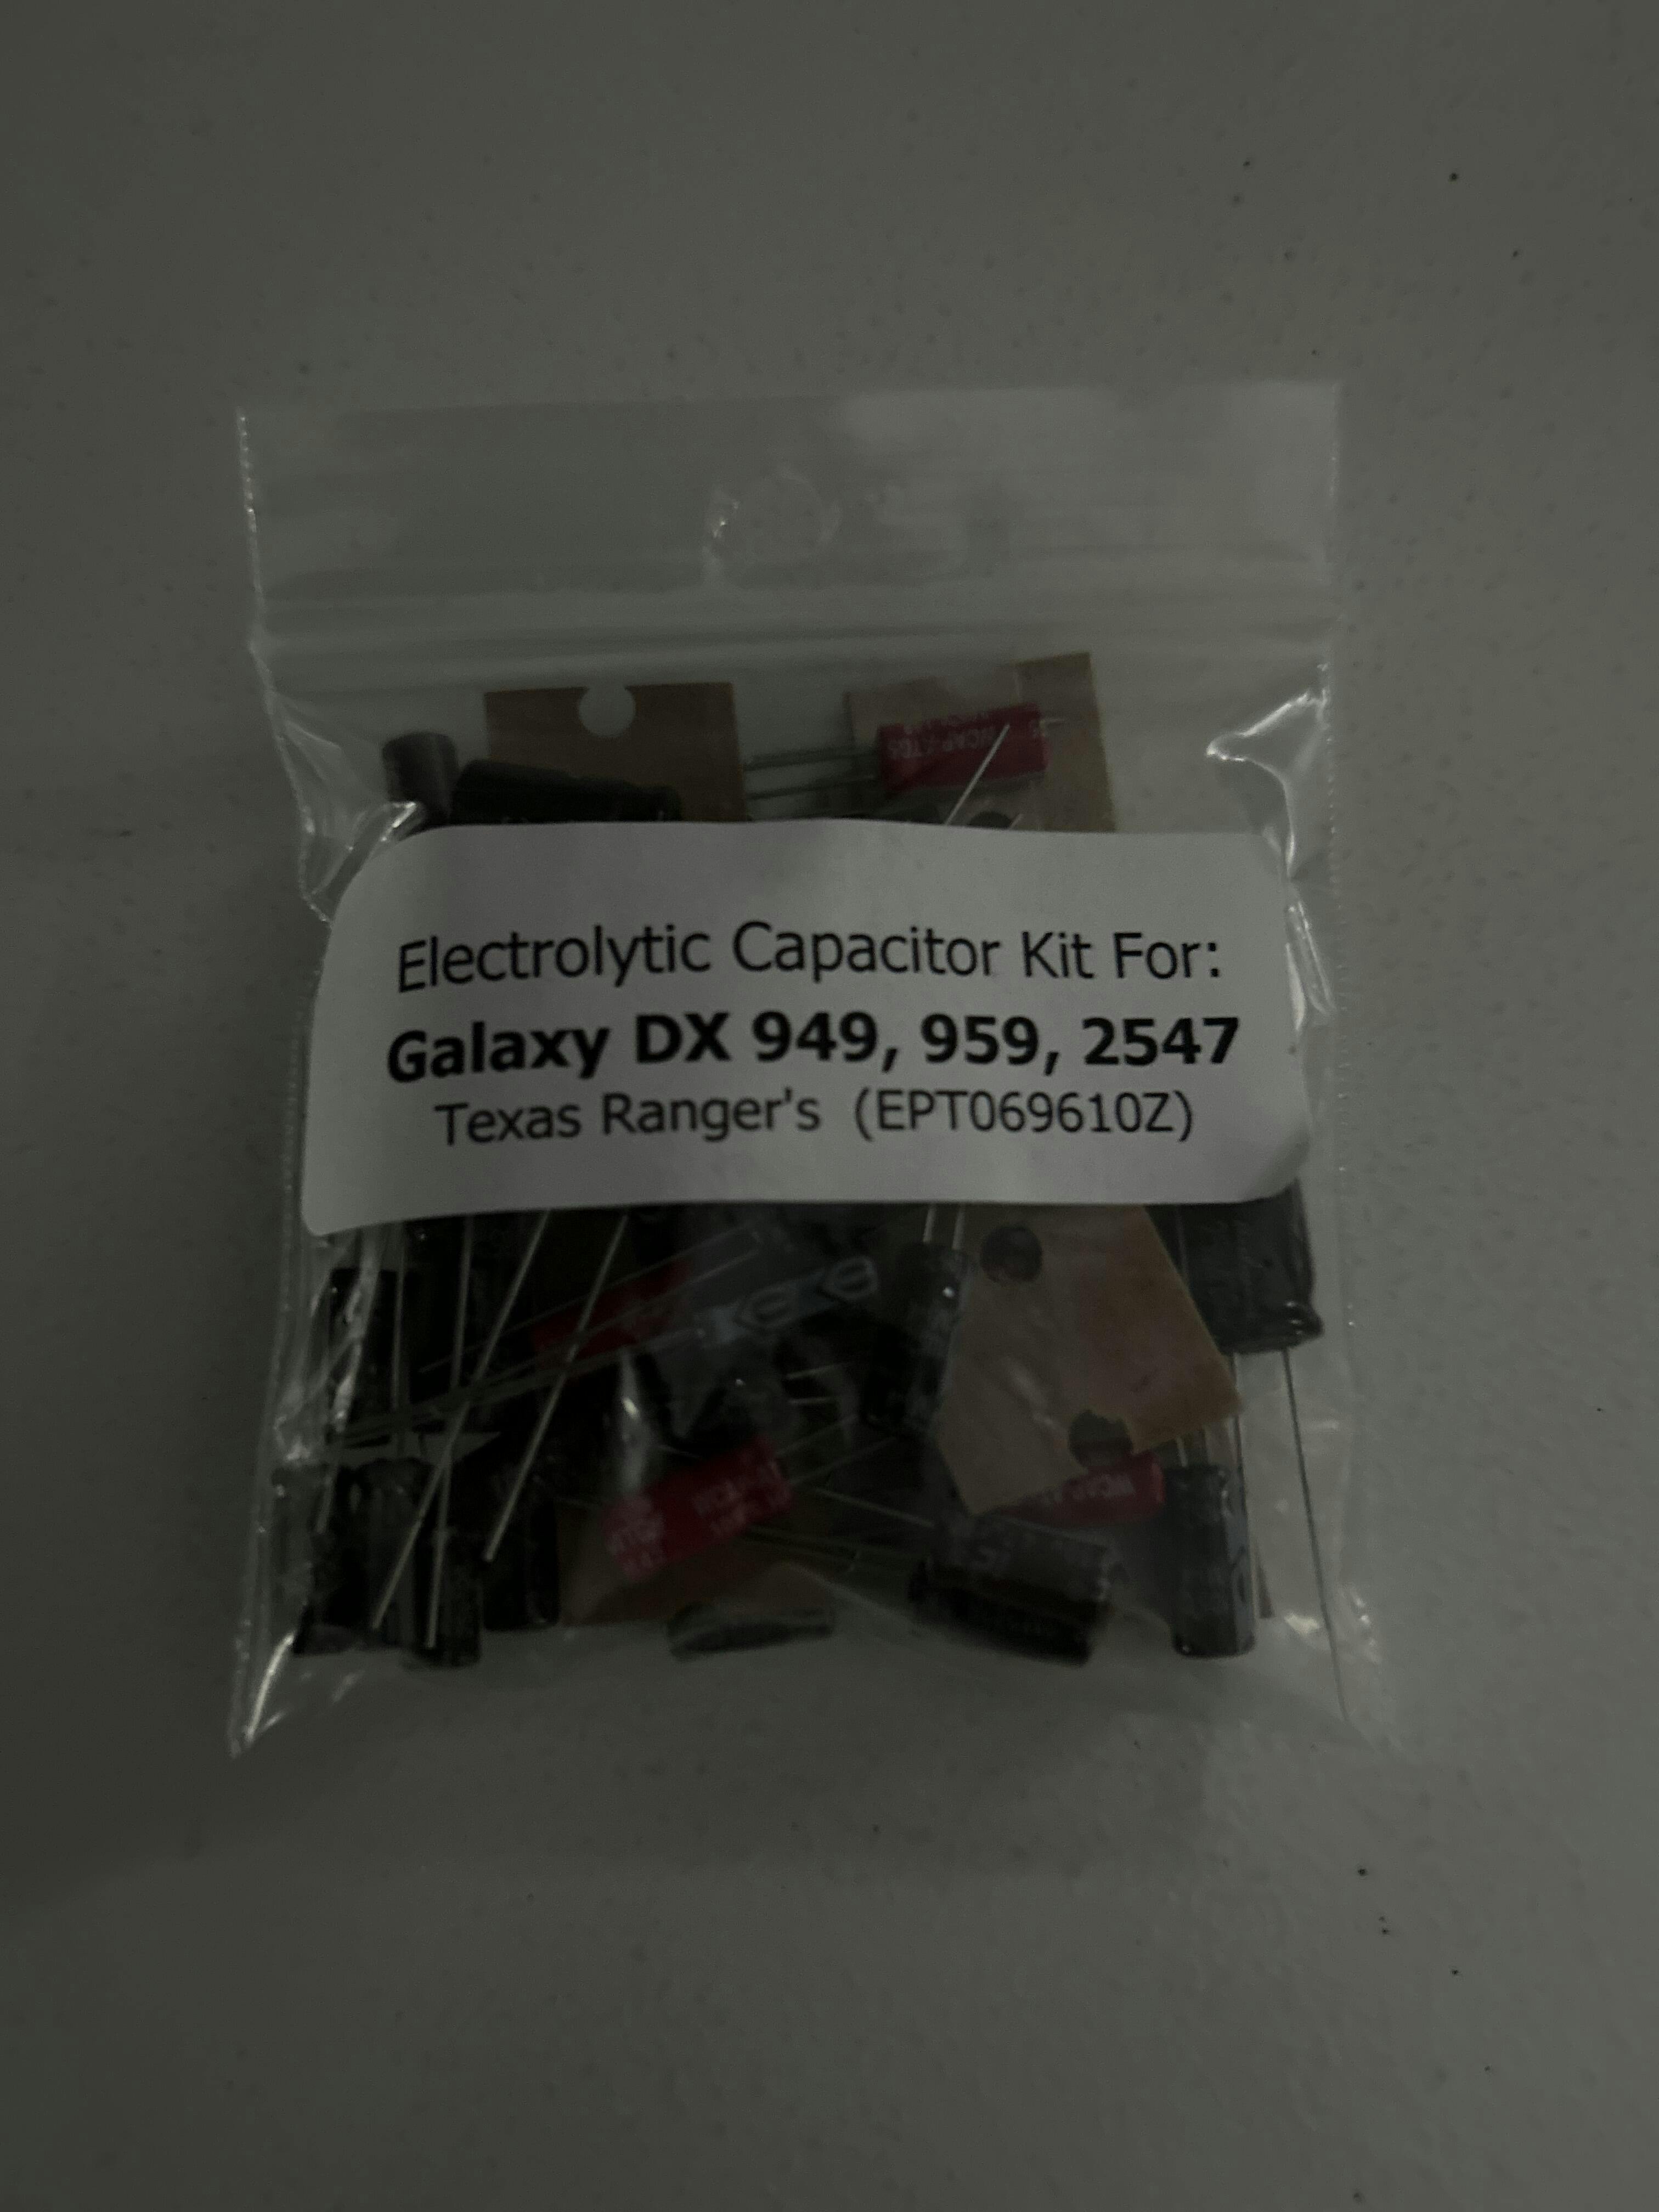 Electrolytic Capacitor Kit For:
Galaxy DX 949, 959, 2547
Texas Ranger's (EPT069610Z)